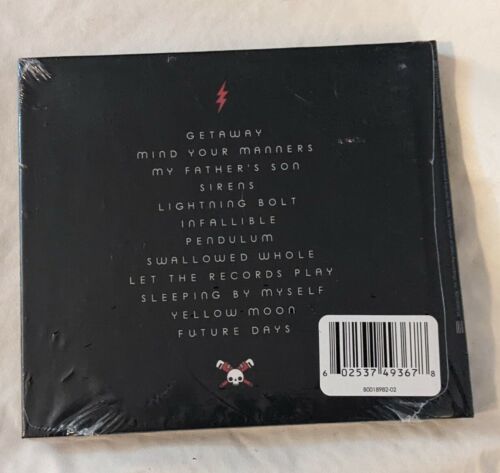 GETAWAY
MIND YOUR MANNERS
MY FATHER'S SON
SIRENS
LIGHTNING BOLT
INFALLIBLE
PENDULUM
SWALLOWED WHOLE
LET THE RECORDS PLAY
SLEEPING BY MYSELF
YELLOW MOON
FUTURE DAYS
6 02537 49367 8
B0018982-02